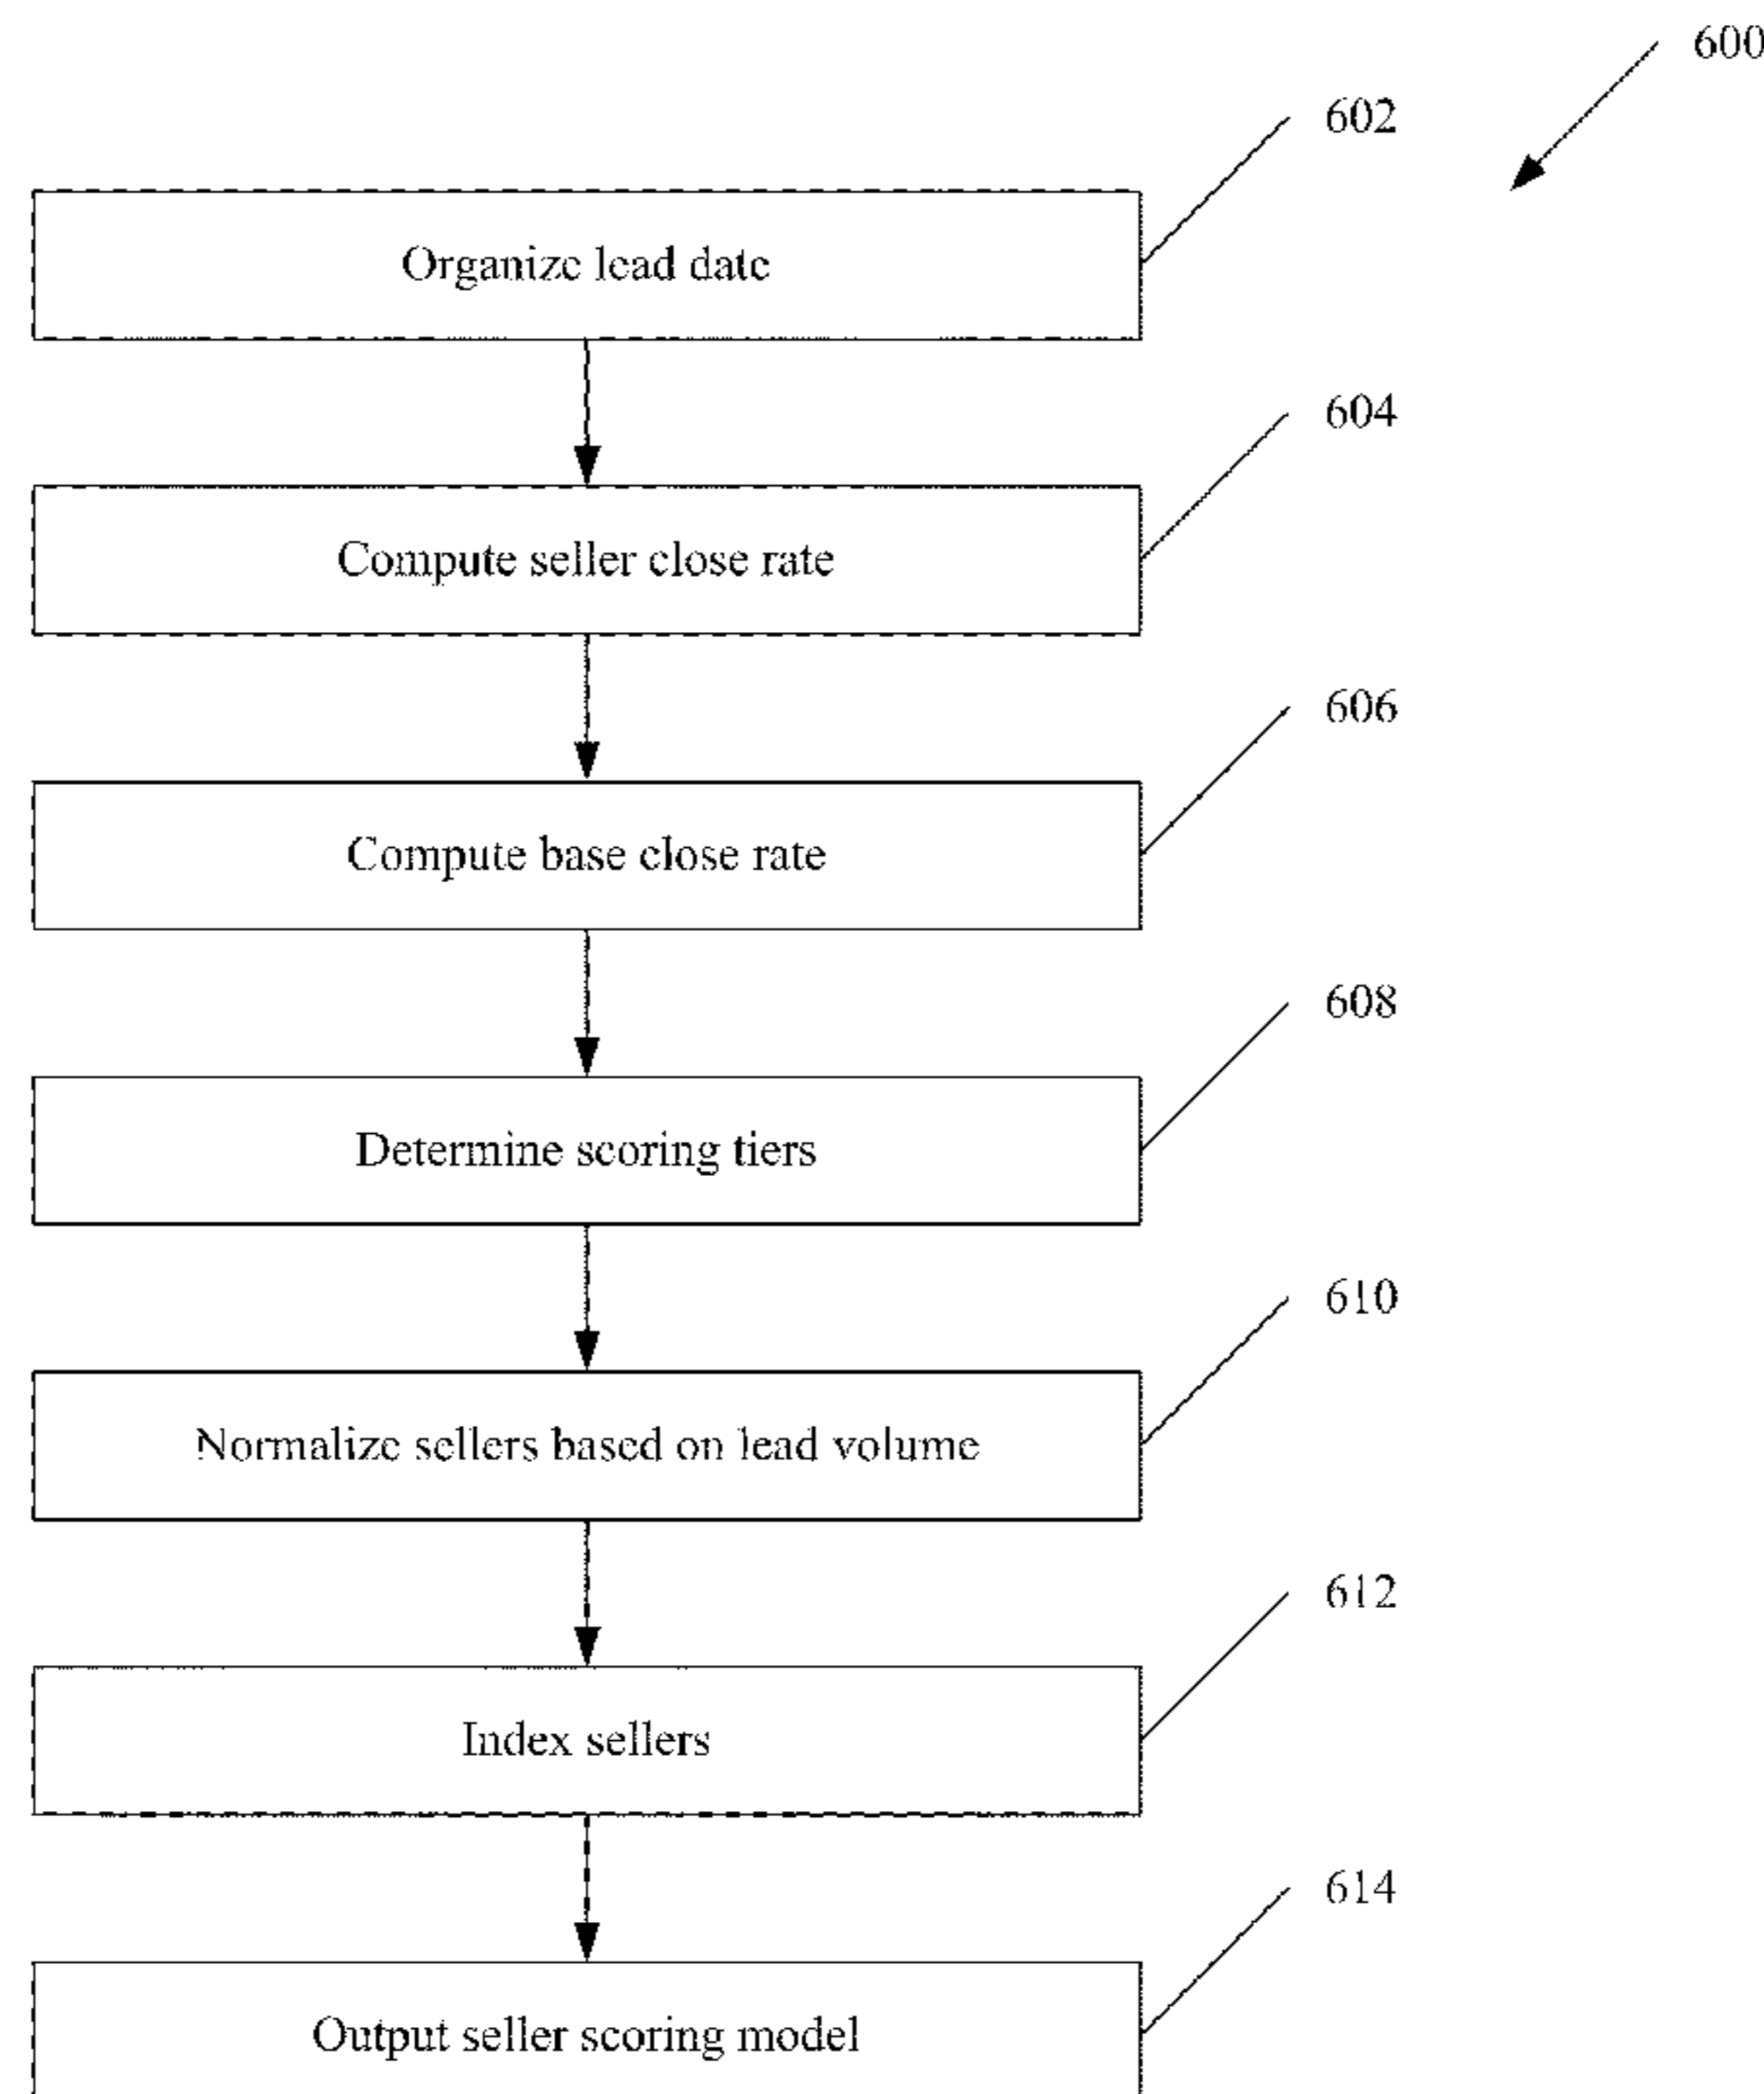 600
602
Organize lead date
604
Compute seller close rate
606
Compute base close rate
608
Determine scoring tiers
610
Normalize sellers based on lead volume
612
Index sellers
614
Output seller scoring model